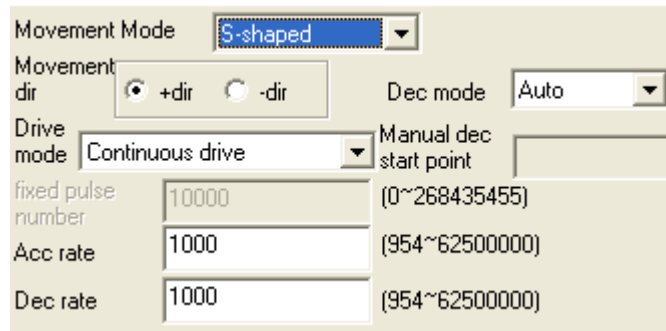 Movement Mode S-shaped
Movement dir +dir -dir Dec mode Auto
Drive mode Continuous drive Manual dec start point
fixed pulse number 10000 (0~268435455)
Acc rate 1000 (954~62500000)
Dec rate 1000 (954~62500000)